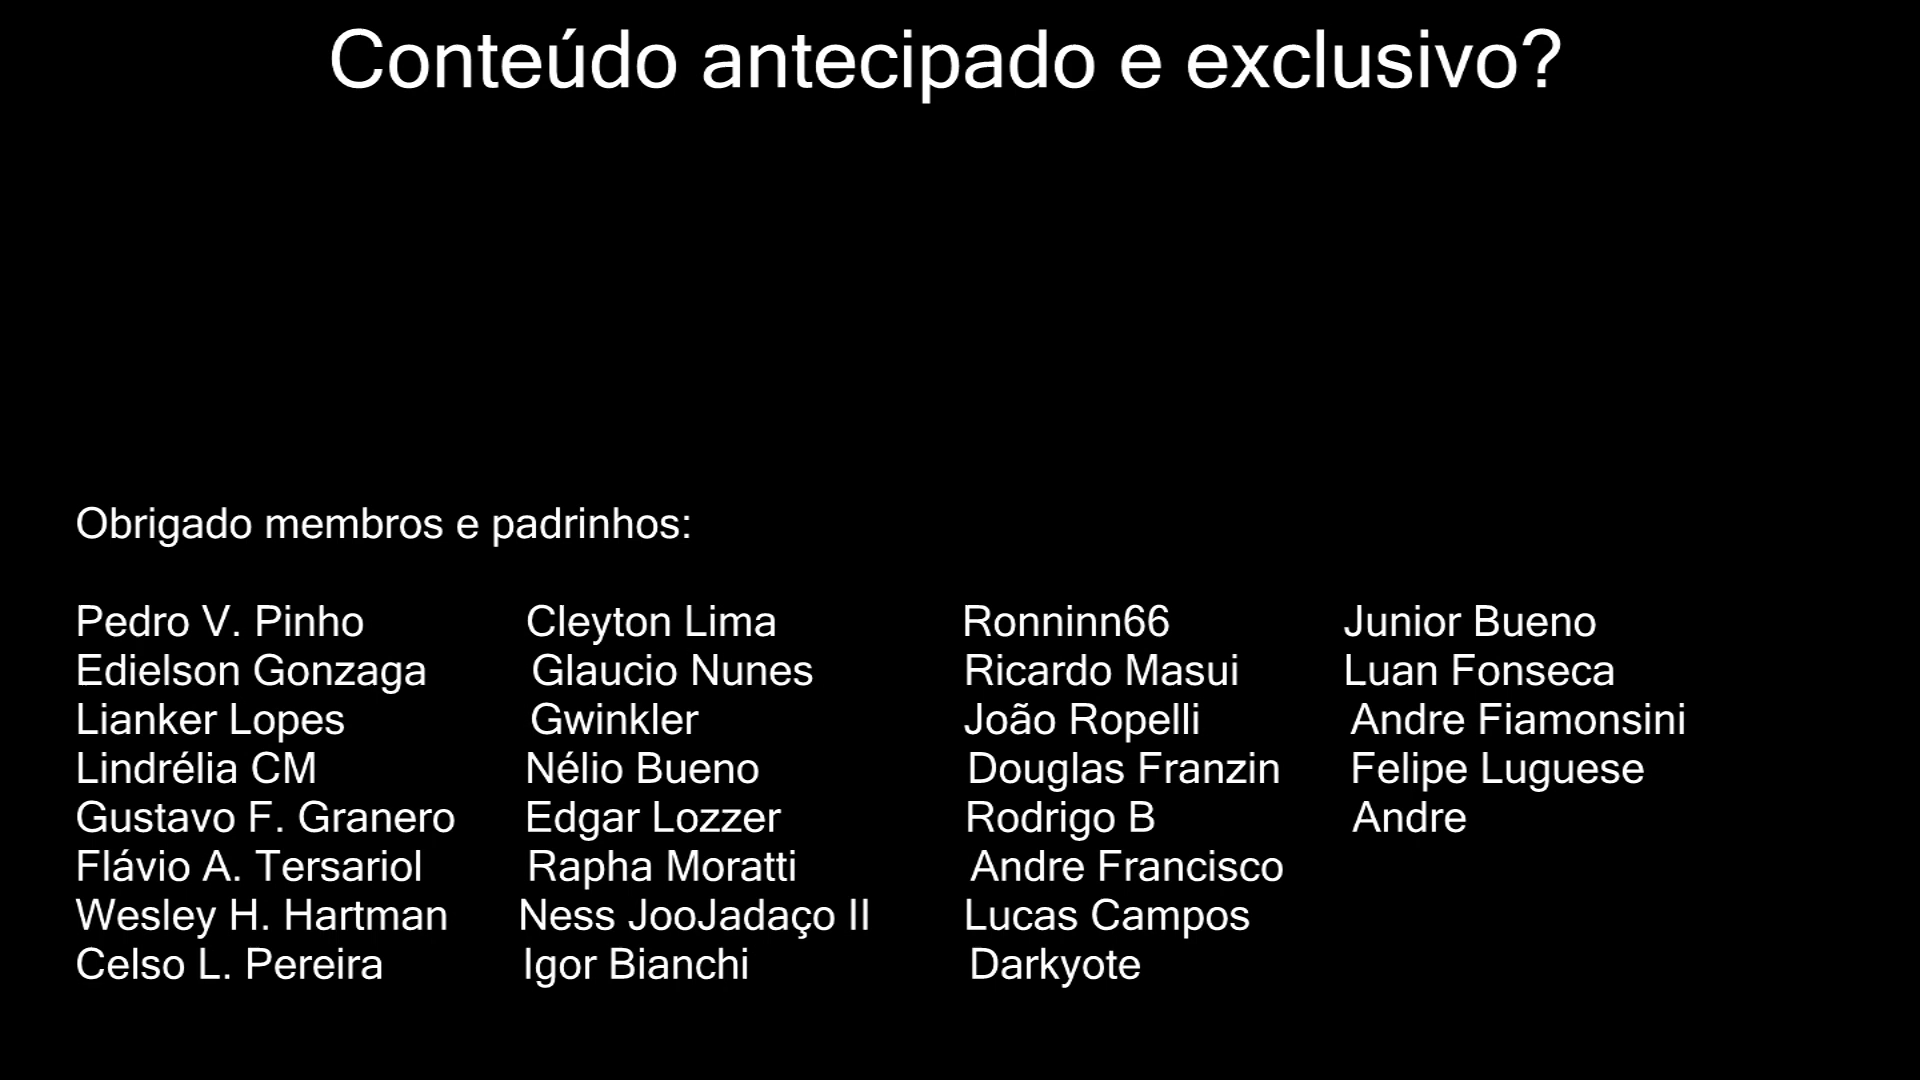 Conteúdo antecipado e exclusivo?
Obrigado membros e padrinhos:
Pedro V. Pinho Cleyton Lima Ronninn66 Junior Bueno
Edielson Gonzaga Glaucio Nunes Ricardo Masui Luan Fonseca
Lianker Lopes Gwinkler João Ropelli Andre Fiamonsini
Lindrélia CM Nélio Bueno Douglas Franzin Felipe Luguese
Gustavo F. Granero Edgar Lozzer Rodrigo B Andre
Flávio A. Tersariol Rapha Moratti Andre Francisco
Wesley H. Hartman Ness JooJadaço II Lucas Campos
Celso L. Pereira Igor Bianchi Darkyote